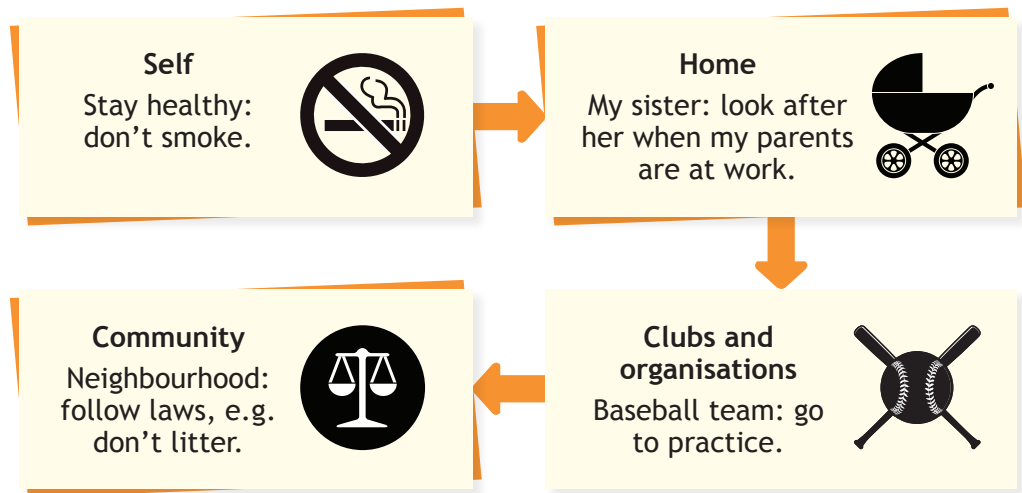 Self
Stay healthy:
don’t smoke.
Home
My sister: look after
her when my parents
are at work.
Clubs and
organisations
Baseball team: go
to practice.
Community
Neighbourhood:
follow laws, e.g.
don’t litter.